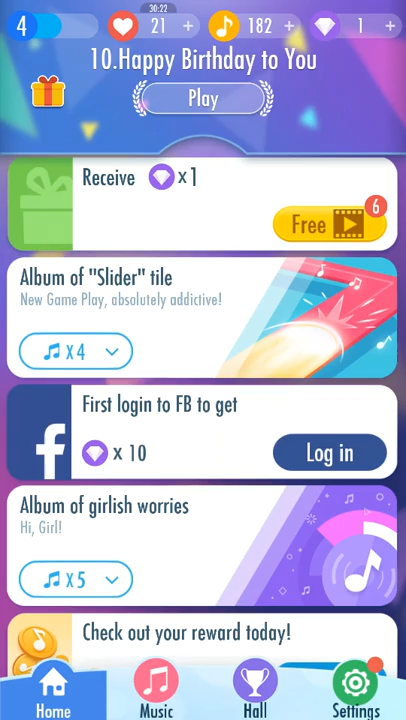 30:22
4
21 +
182 +
1 +
10.Happy Birthday to You
Play
Receive x1
6
Free
Album of "Slider" tile
New Game Play, absolutely addictive!
x4
First login to FB to get
f
x 10
Log in
Album of girlish worries
Hi, Girl!
x5
Check out your reward today!
Home
Music
Hall
Settings